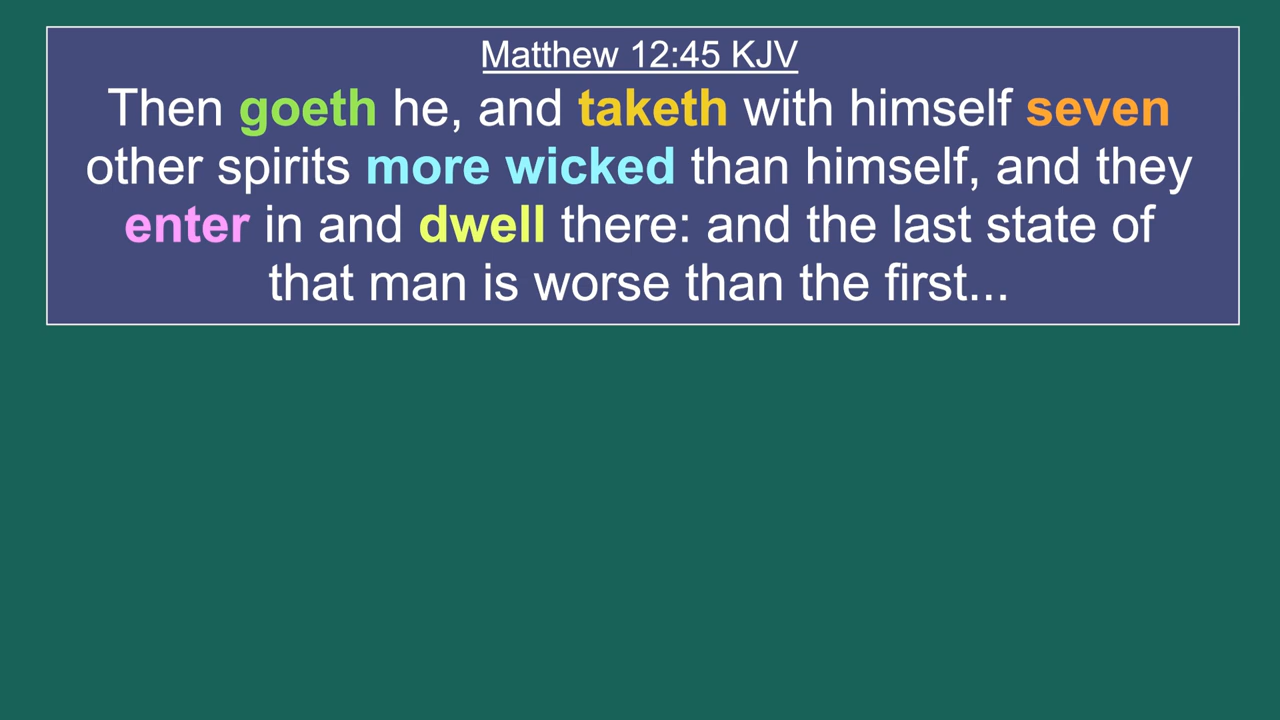 Matthew 12:45 KJV
Then goeth he, and taketh with himself seven
other spirits more wicked than himself, and they
enter in and dwell there: and the last state of
that man is worse than the first...